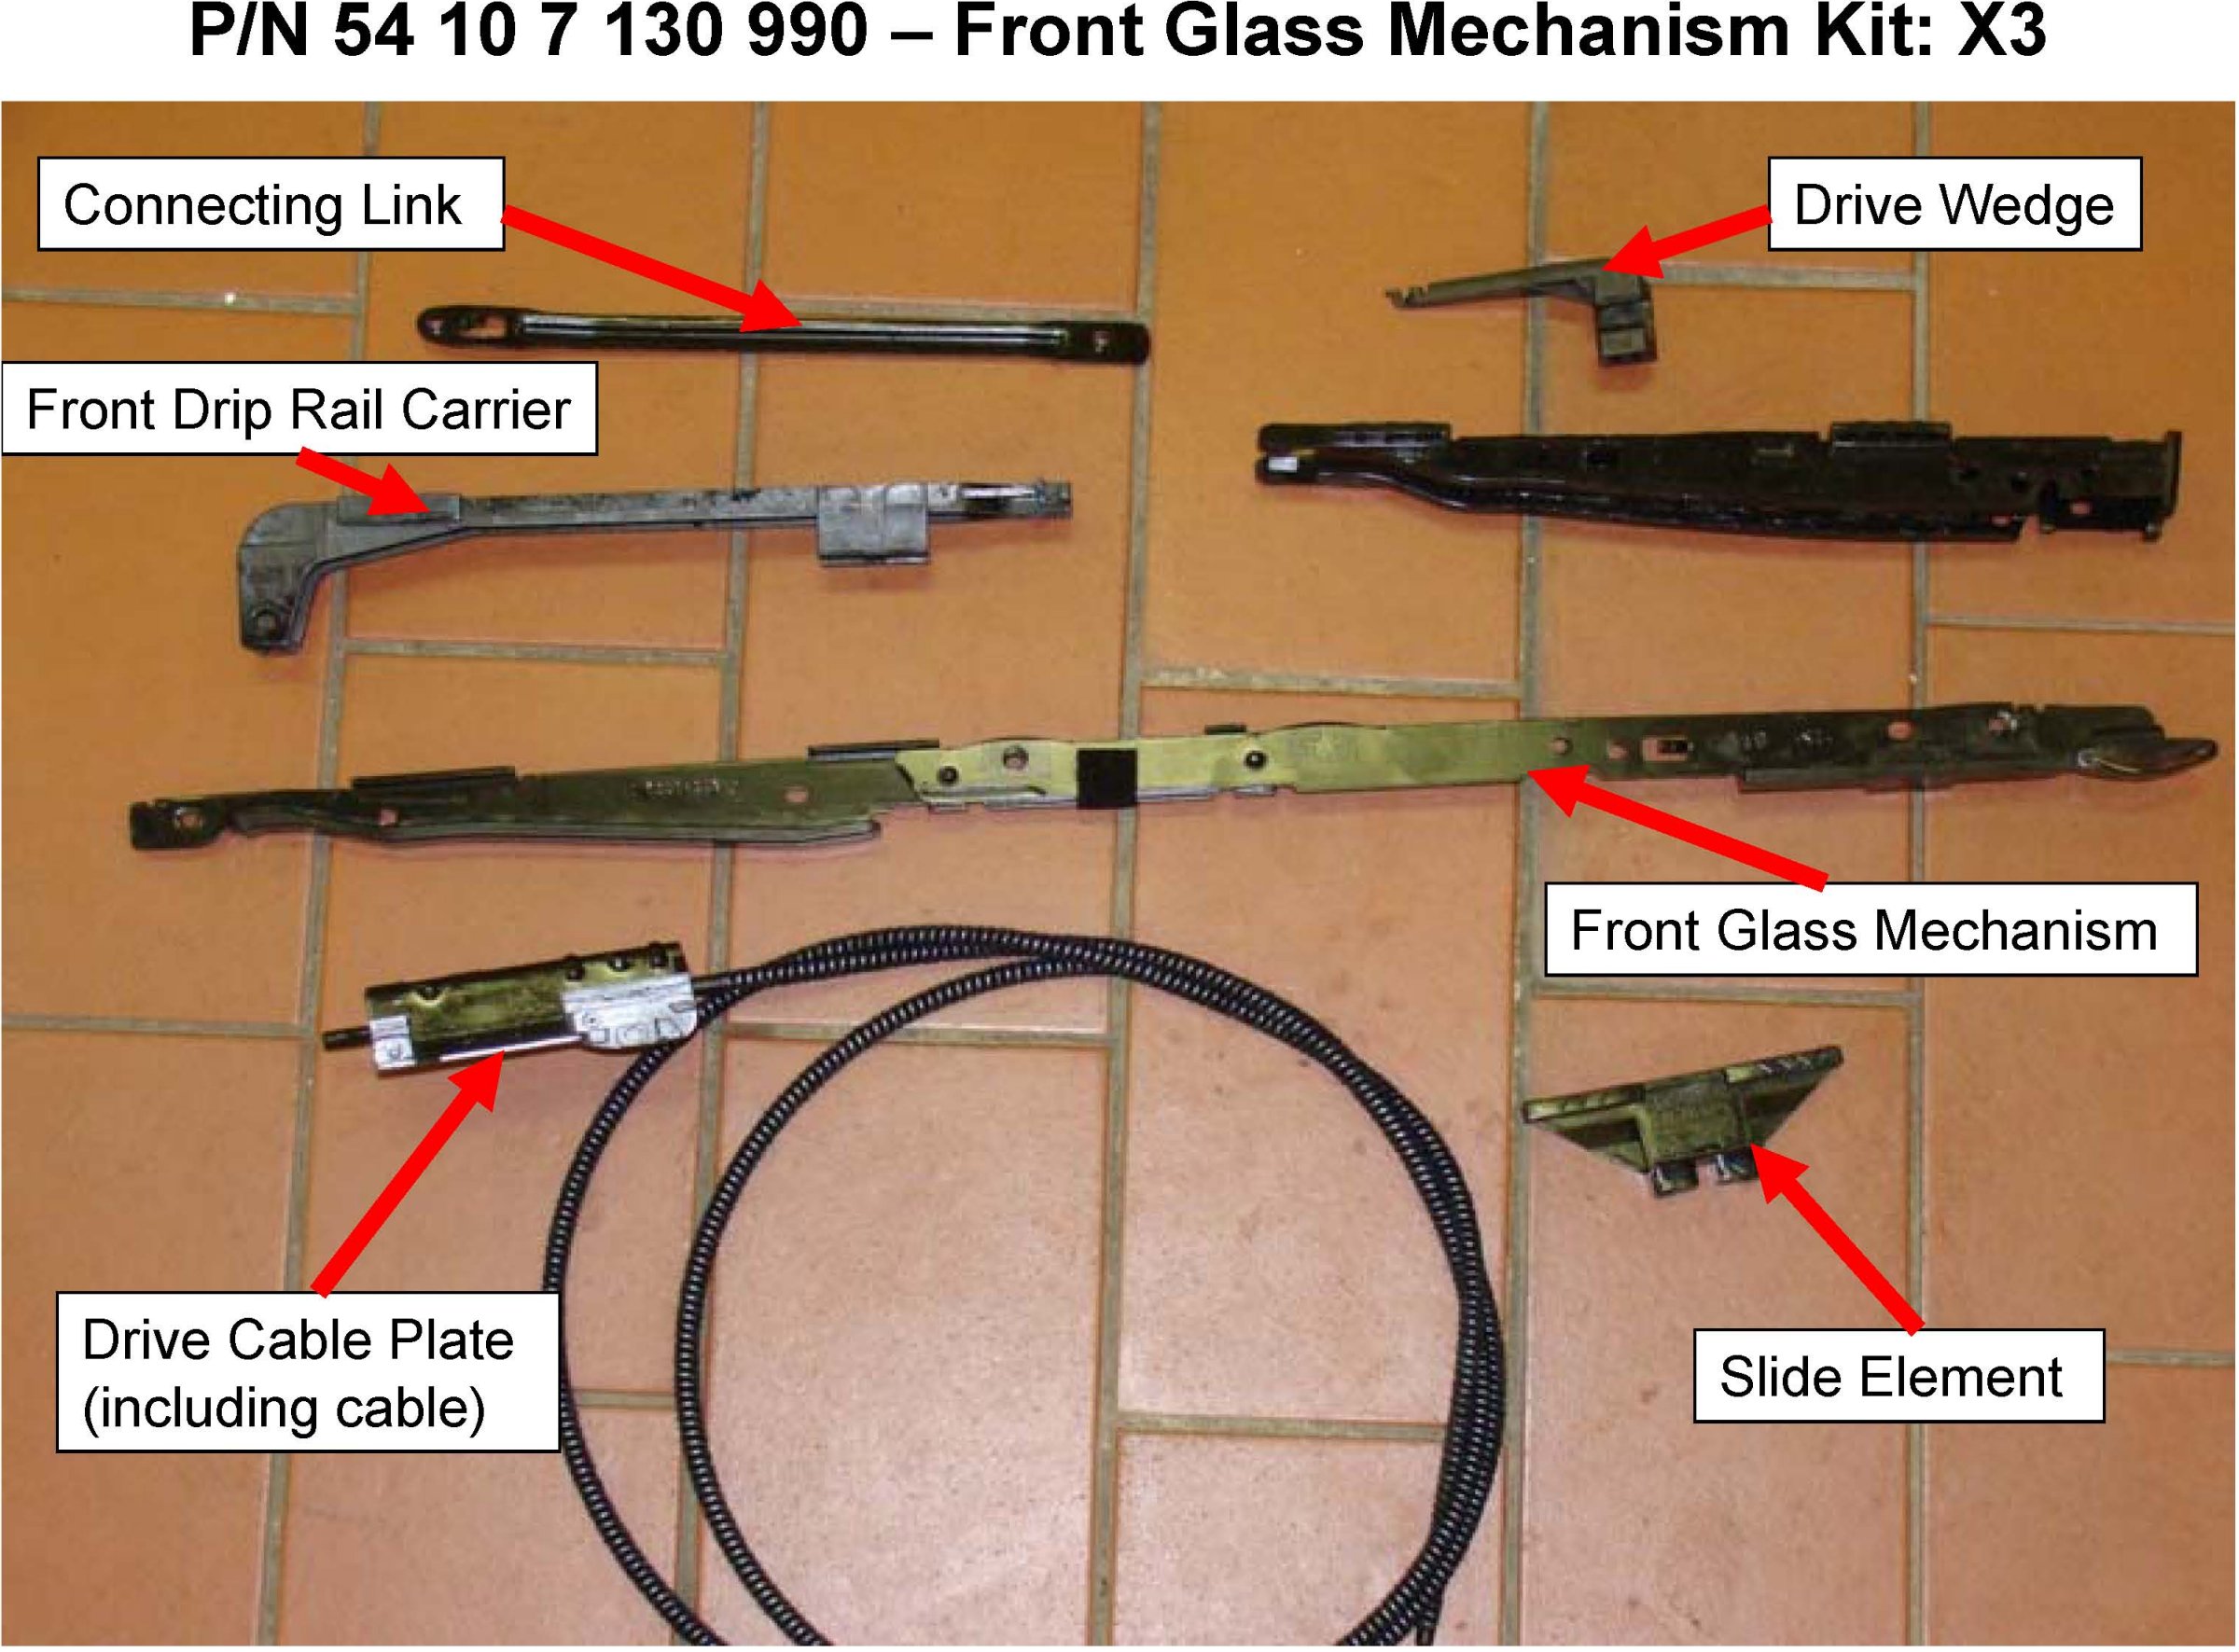 P/N 54 10 7 130 990 – Front Glass Mechanism Kit: X3
Connecting Link
Drive Wedge
Front Drip Rail Carrier
Front Glass Mechanism
Drive Cable Plate
(including cable)
Slide Element